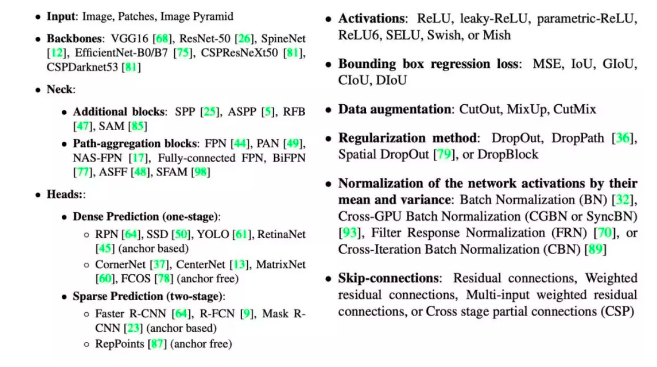 • Input: Image, Patches, Image Pyramid
• Backbones: VGG16 [68], ResNet-50 [26], SpineNet
[12], EfficientNet-B0/B7 [75], CSPResNeXt50 [81],
CSPDarknet53 [81]
• Neck:
• Additional blocks: SPP [25], ASPP [5], RFB
[47], SAM [85]
• Path-aggregation blocks: FPN [44], PAN [49],
NAS-FPN [17], Fully-connected FPN, BiFPN
[77], ASFF [48], SFAM [98]
• Heads::
• Dense Prediction (one-stage):
◦ RPN [64], SSD [50], YOLO [61], RetinaNet
[45] (anchor based)
◦ CornerNet [37], CenterNet [13], MatrixNet
[60], FCOS [78] (anchor free)
• Sparse Prediction (two-stage):
◦ Faster R-CNN [64], R-FCN [9], Mask R-
CNN [23] (anchor based)
◦ RepPoints [87] (anchor free)
• Activations: ReLU, leaky-ReLU, parametric-ReLU,
ReLU6, SELU, Swish, or Mish
• Bounding box regression loss: MSE, IoU, GIoU,
CIoU, DIoU
• Data augmentation: CutOut, MixUp, CutMix
• Regularization method: DropOut, DropPath [36],
Spatial DropOut [79], or DropBlock
• Normalization of the network activations by their
mean and variance: Batch Normalization (BN) [32],
Cross-GPU Batch Normalization (CGBN or SyncBN)
[93], Filter Response Normalization (FRN) [70], or
Cross-Iteration Batch Normalization (CBN) [89]
• Skip-connections: Residual connections, Weighted
residual connections, Multi-input weighted residual
connections, or Cross stage partial connections (CSP)